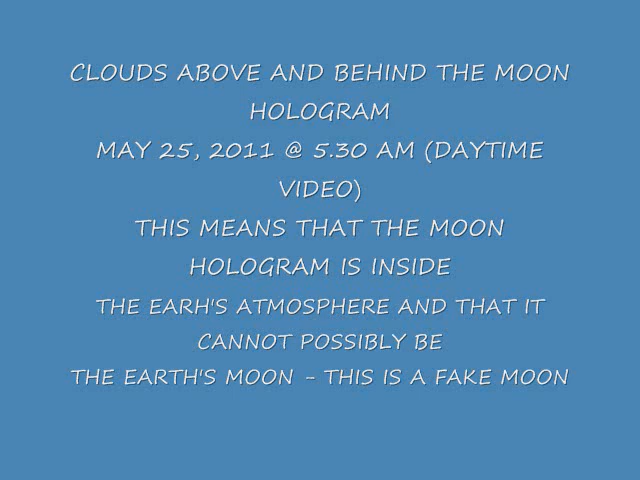 CLOUDS ABOVE AND BEHIND THE MOON
HOLOGRAM
MAY 25, 2011 @ 5.30 AM (DAYTIME
VIDEO)
THIS MEANS THAT THE MOON
HOLOGRAM IS INSIDE
THE EARH'S ATMOSPHERE AND THAT IT
CANNOT POSSIBLY BE
THE EARTH'S MOON - THIS IS A FAKE MOON